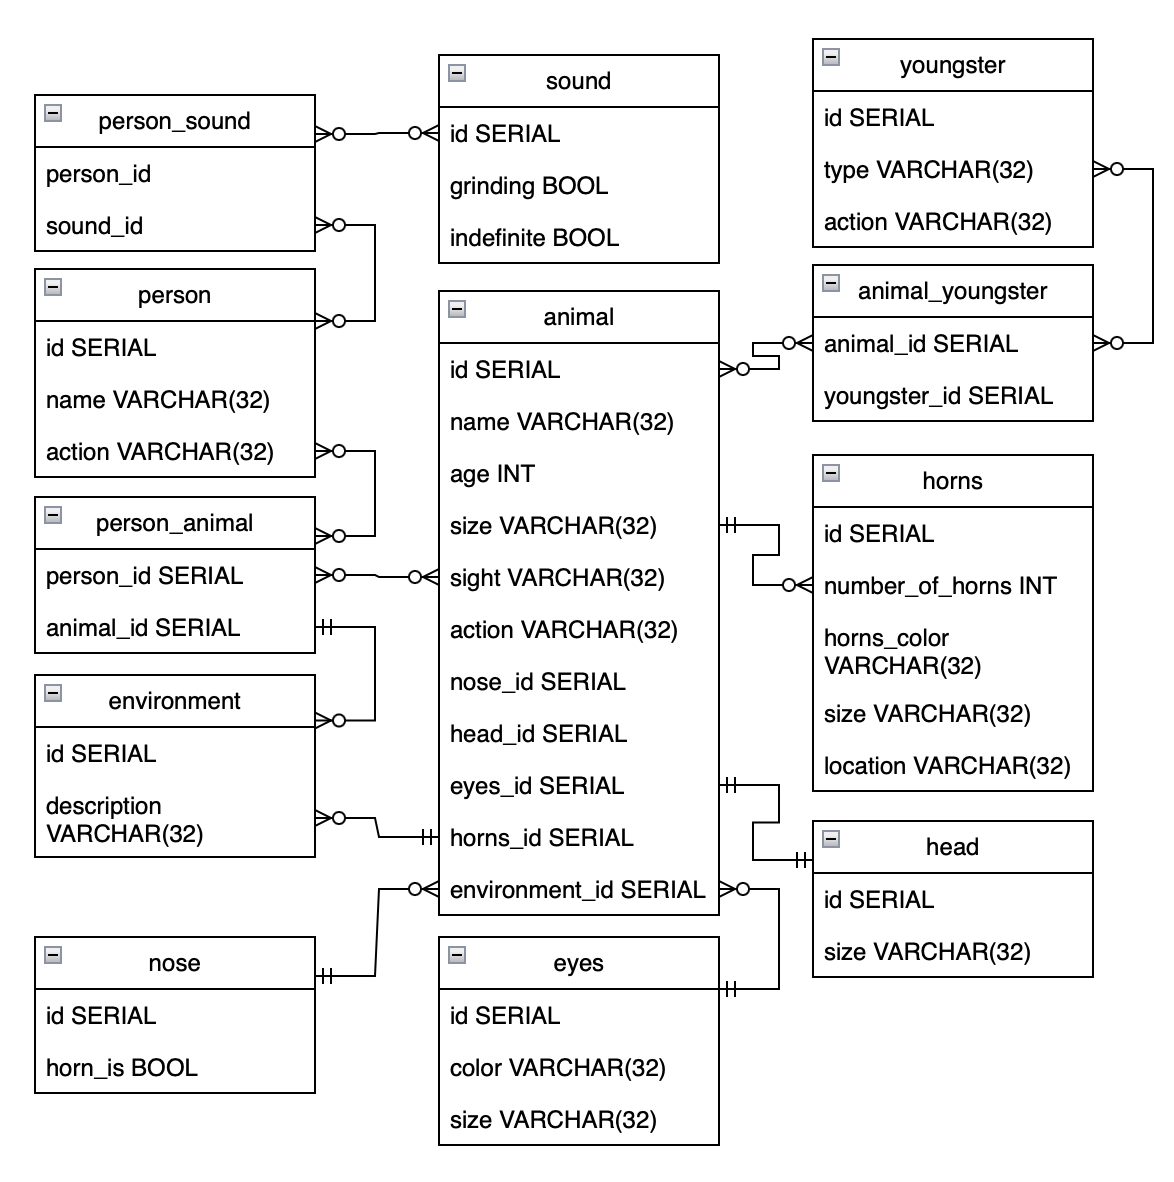 person_sound
person_id
sound_id
person
id SERIAL
name VARCHAR(32)
action VARCHAR(32)
person_animal
person_id SERIAL
animal_id SERIAL
environment
id SERIAL
description
VARCHAR(32)
nose
id SERIAL
horn_is BOOL
sound
id SERIAL
grinding BOOL
indefinite BOOL
animal
id SERIAL
name VARCHAR(32)
age INT
size VARCHAR(32)
sight VARCHAR(32)
action VARCHAR(32)
nose_id SERIAL
head_id SERIAL
eyes_id SERIAL
horns_id SERIAL
environment_id SERIAL
eyes
id SERIAL
color VARCHAR(32)
size VARCHAR(32)
youngster
id SERIAL
type VARCHAR(32)
action VARCHAR(32)
animal_youngster
animal_id SERIAL
youngster_id SERIAL
horns
id SERIAL
number_of_horns INT
horns_color
VARCHAR(32)
size VARCHAR(32)
location VARCHAR(32)
head
id SERIAL
size VARCHAR(32)